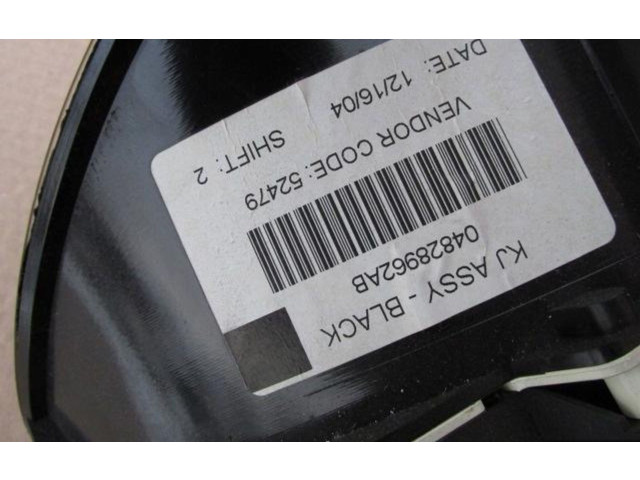 KJ ASSY - BLACK
04828962AB
VENDOR CODE: 52479
DATE: 12/16/04 SHIFT: 2